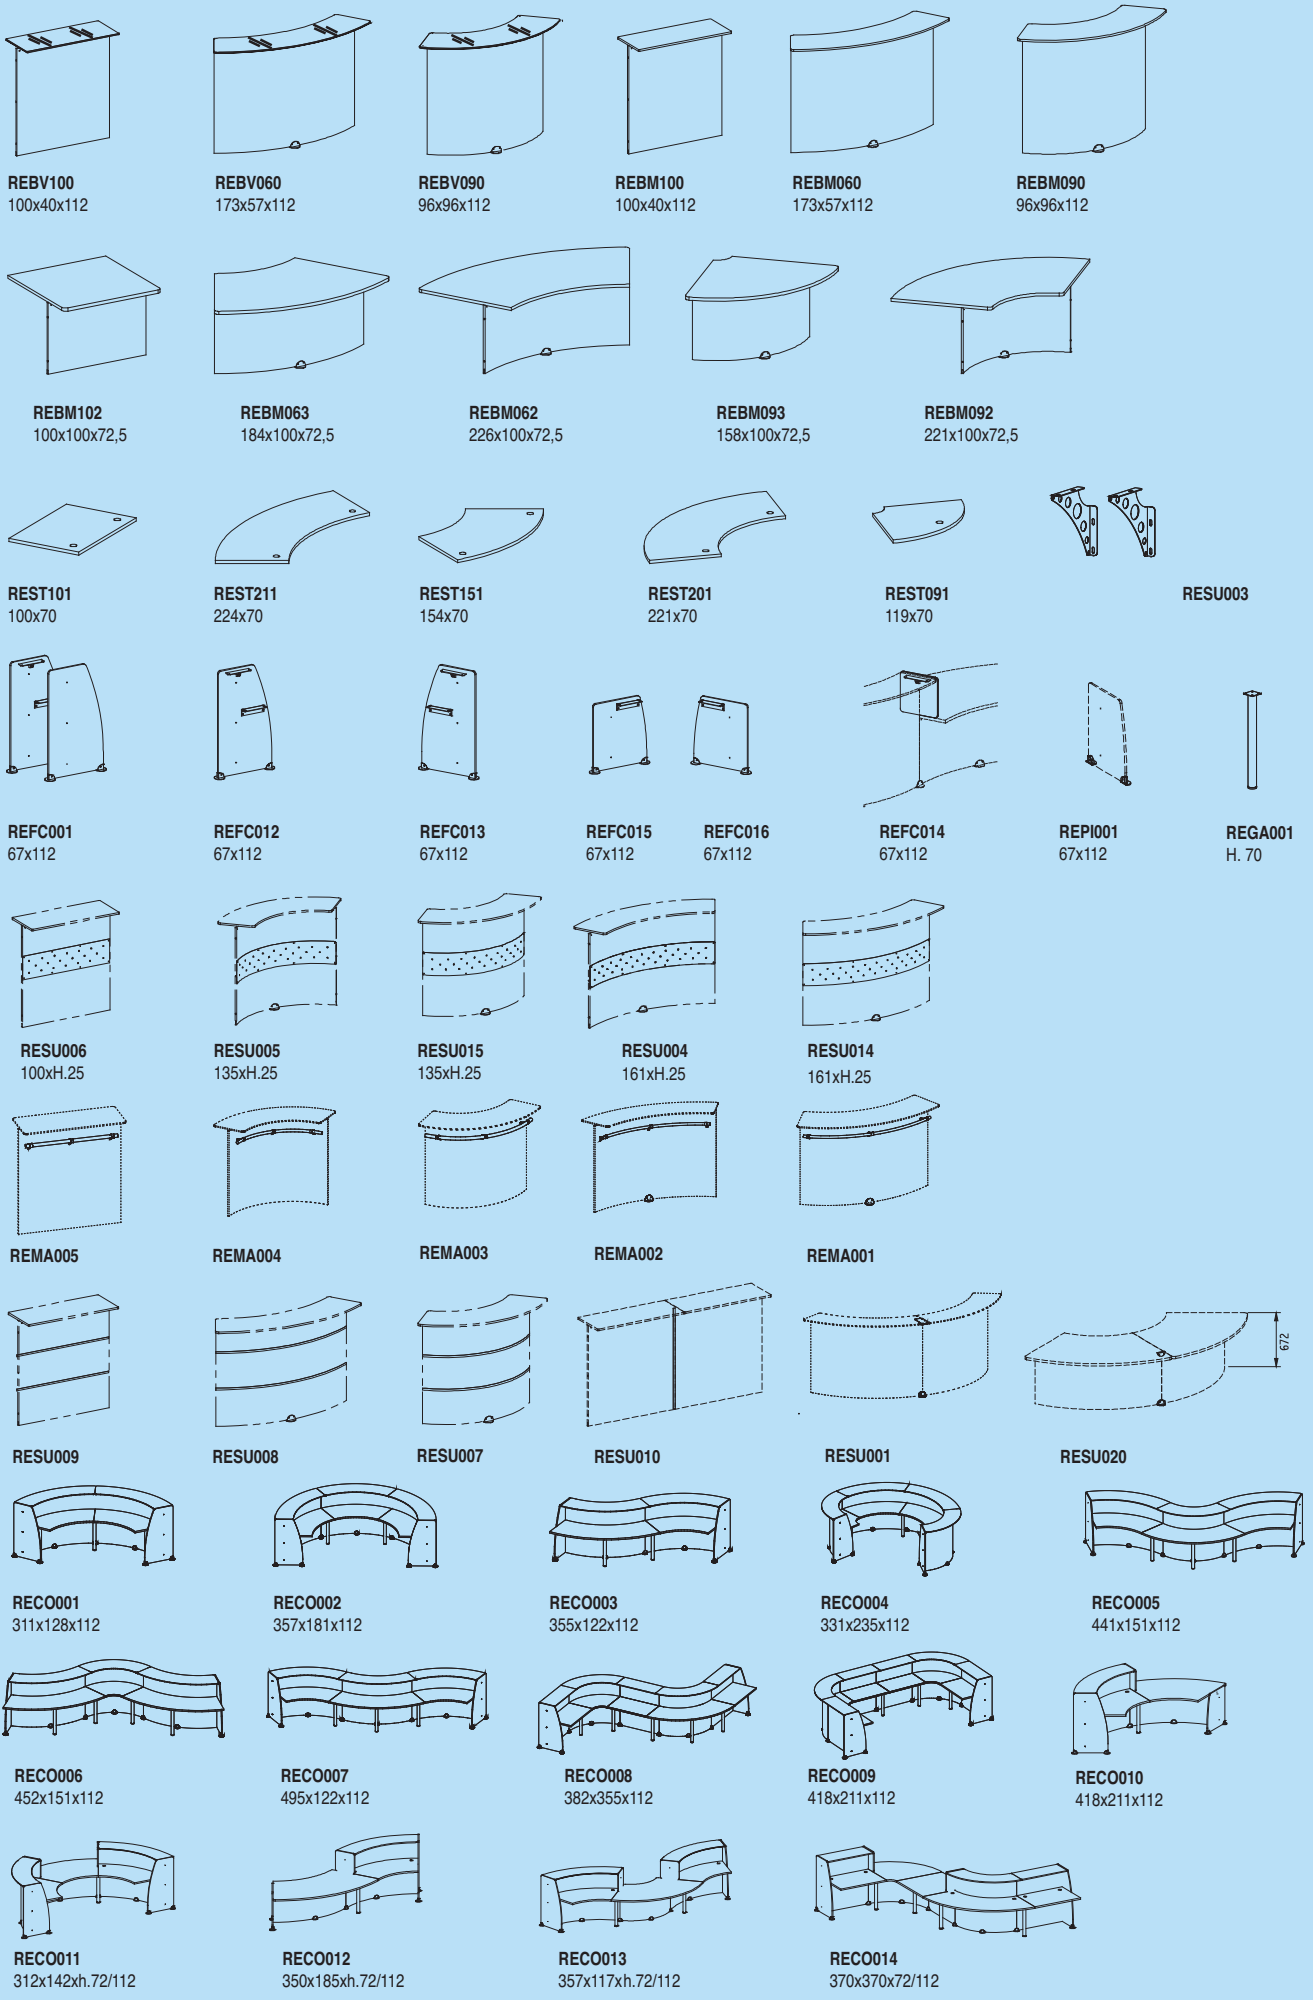 REBV100
100x40x112
REBV060
173x57x112
REBV090
96x96x112
REBM100
100x40x112
REBM060
173x57x112
REBM090
96x96x112
REBM102
100x100x72,5
REBM063
184x100x72,5
REBM062
226x100x72,5
REBM093
158x100x72,5
REBM092
221x100x72,5
REST101
100x70
REST211
224x70
REST151
154x70
REST201
221x70
REST091
119x70
RESU003
REFC001
67x112
REFC012
67x112
REFC013
67x112
REFC015
67x112
REFC016
67x112
REFC014
67x112
REPI001
67x112
REGA001
H. 70
RESU006
100xH.25
RESU005
135xH.25
RESU015
135xH.25
RESU004
161xH.25
RESU014
161xH.25
REMA005
REMA004
REMA003
REMA002
REMA001
672
RESU009
RESU008
RESU007
RESU010
RESU001
RESU020
RECO001
311x128x112
RECO002
357x181x112
RECO003
355x122x112
RECO004
331x235x112
RECO005
441x151x112
RECO006
452x151x112
RECO007
495x122x112
RECO008
382x355x112
RECO009
418x211x112
RECO010
418x211x112
RECO011
312x142xh.72/112
RECO012
350x185xh.72/112
RECO013
357x117xh.72/112
RECO014
370x370x72/112